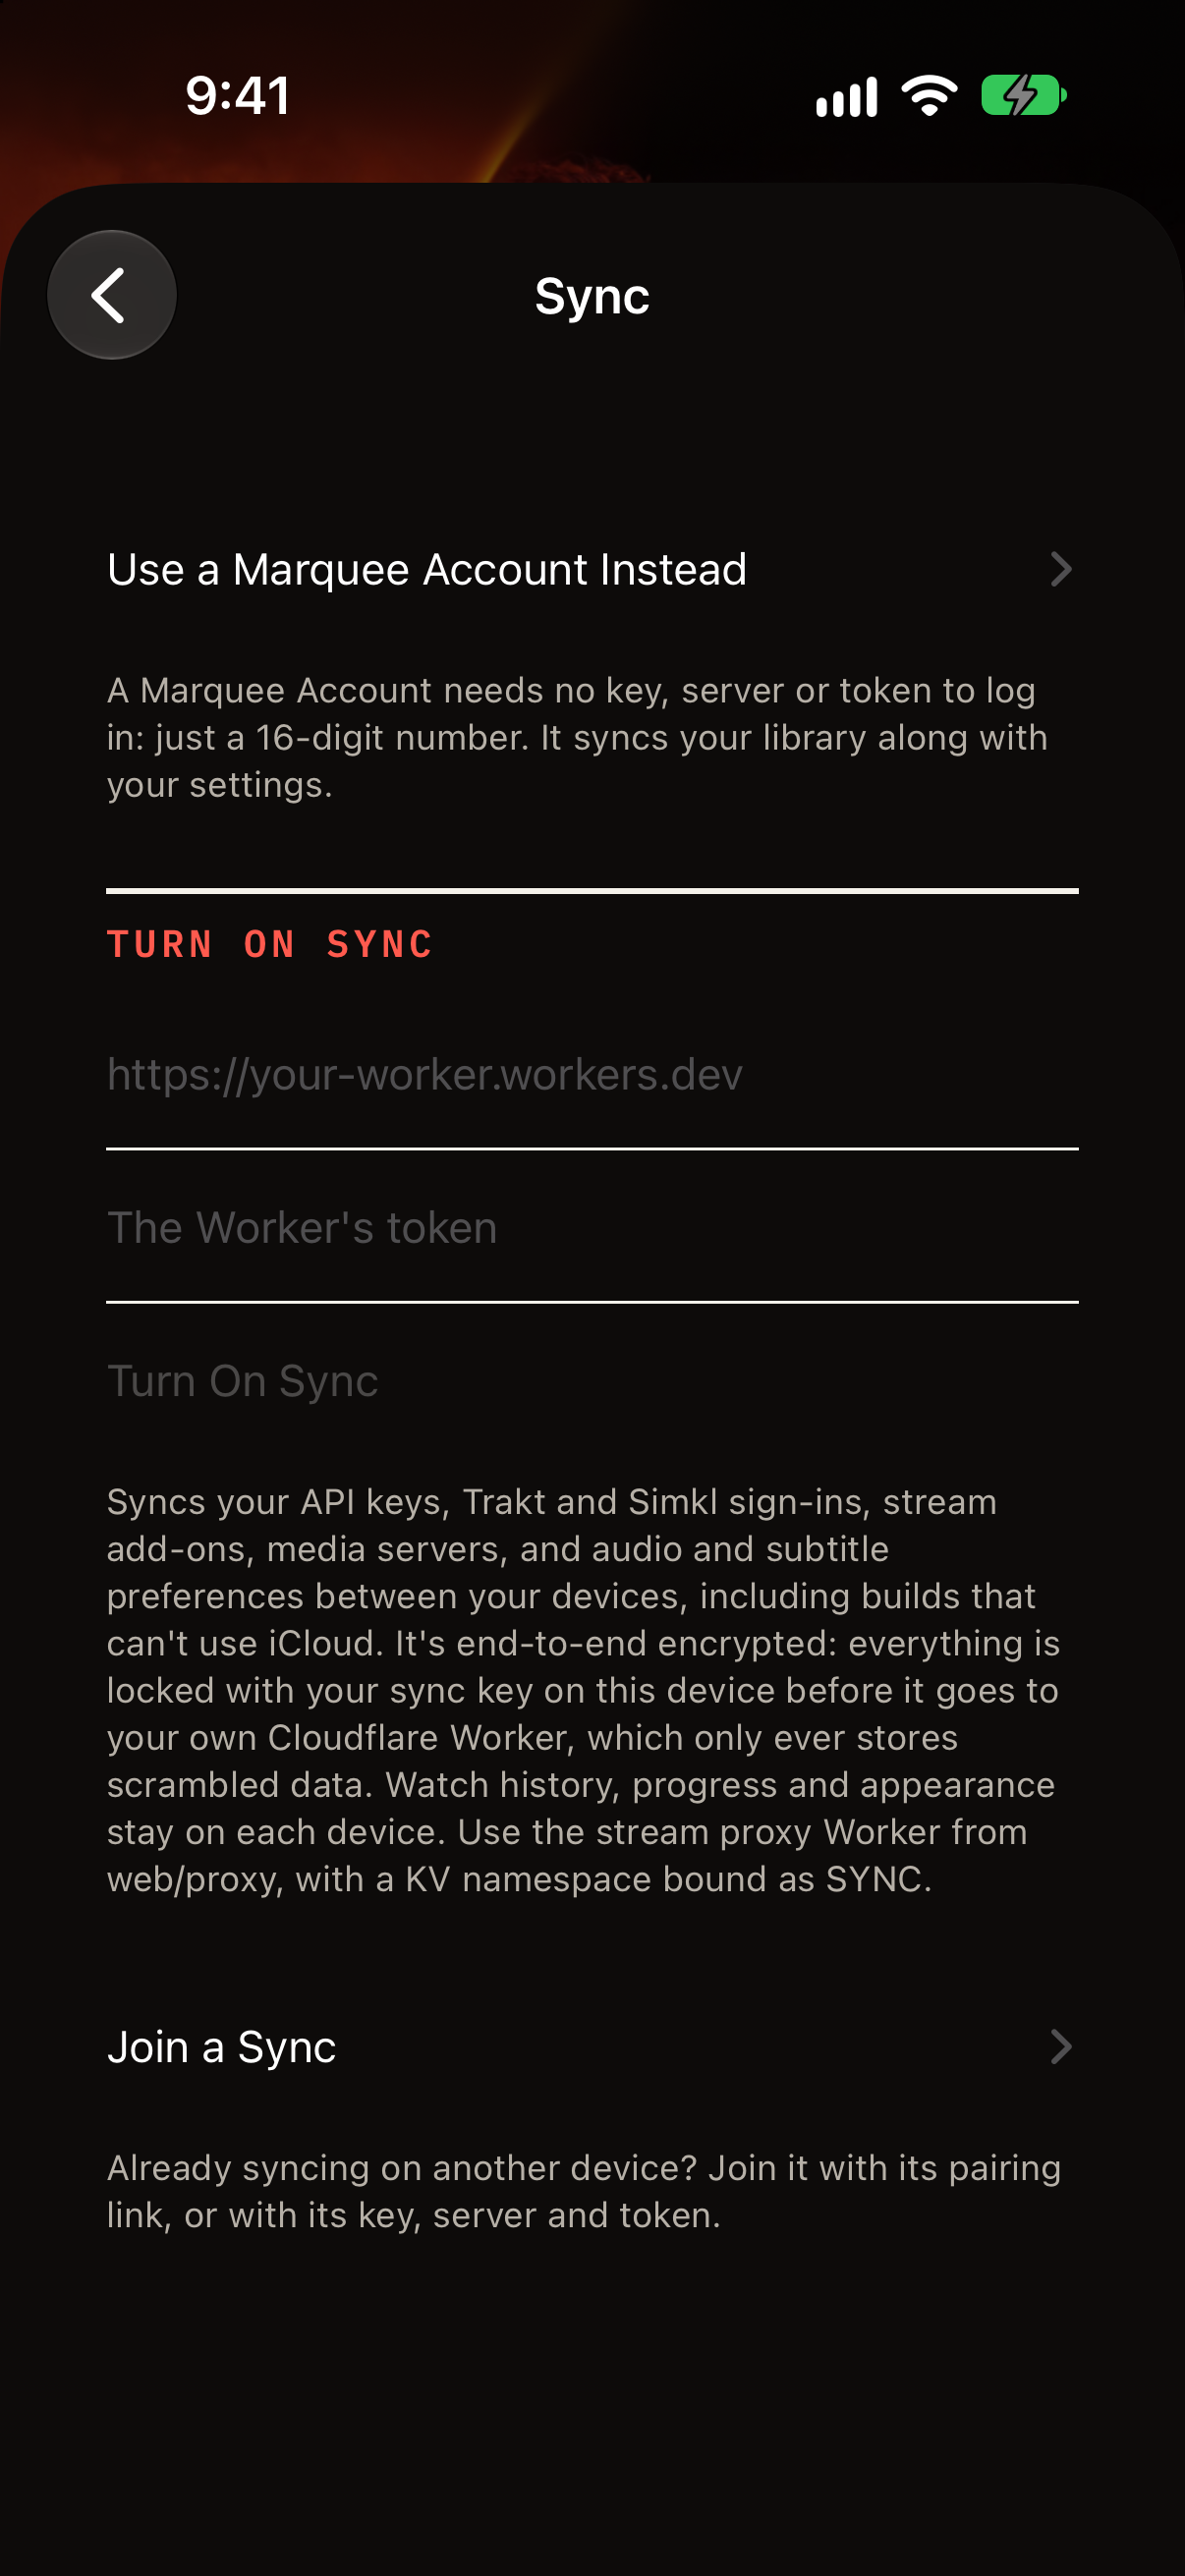 9:41
Sync
Use a Marquee Account Instead
A Marquee Account needs no key, server or token to log
in: just a 16-digit number. It syncs your library along with
your settings.
TURN ON SYNC
https://your-worker.workers.dev
The Worker's token
Turn On Sync
Syncs your API keys, Trakt and Simkl sign-ins, stream
add-ons, media servers, and audio and subtitle
preferences between your devices, including builds that
can't use iCloud. It's end-to-end encrypted: everything is
locked with your sync key on this device before it goes to
your own Cloudflare Worker, which only ever stores
scrambled data. Watch history, progress and appearance
stay on each device. Use the stream proxy Worker from
web/proxy, with a KV namespace bound as SYNC.
Join a Sync
Already syncing on another device? Join it with its pairing
link, or with its key, server and token.